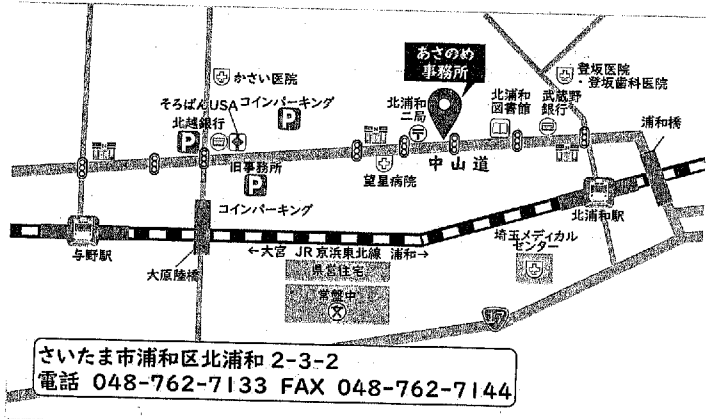 あさのめ
事務所
かさい医院
登坂医院
・登坂歯科医院
そろばんUSA
コインパーキング
北越銀行
P
北浦和
二局
北浦和
図書館
武蔵野
銀行
浦和橋
旧事務所
P
望星病院
中山道
コインパーキング
北浦和駅
与野駅
大原陸橋
←大宮 JR京浜東北線 浦和→
埼玉メディカル
センター
県営住宅
常盤中
17
さいたま市浦和区北浦和 2-3-2
電話 048-762-7133 FAX 048-762-7144